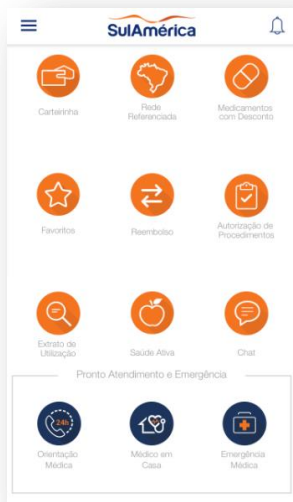 SulAmérica
Carteirinha
Rede
Referenciada
Medicamentos
com Desconto
Favoritos
Reembolso
Autorização de
Procedimentos
Extrato de
Utilização
Saúde Ativa
Chat
Pronto Atendimento e Emergência
24h
Orientação
Médica
Médico em
Casa
Emergência
Médica